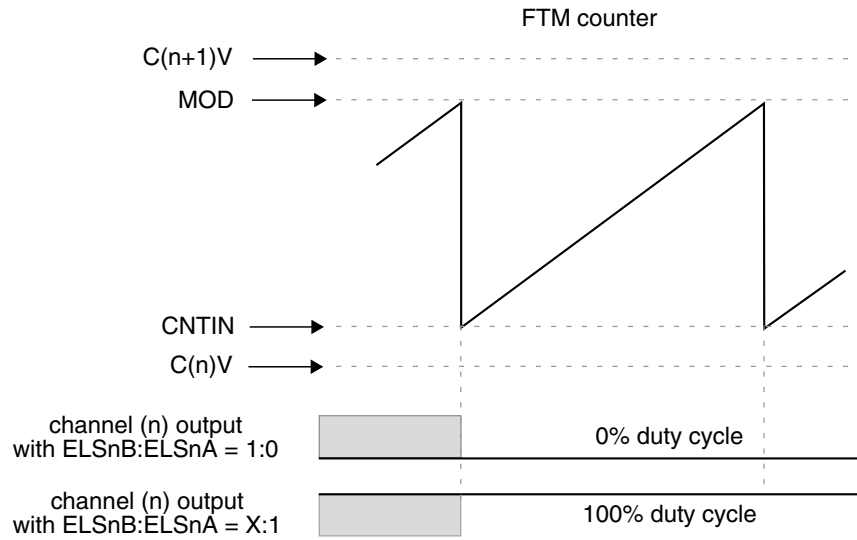 FTM counter
C(n+1)V
MOD
CNTIN
C(n)V
channel (n) output
with ELSnB:ELSnA = 1:0
0% duty cycle
channel (n) output
with ELSnB:ELSnA = X:1
100% duty cycle